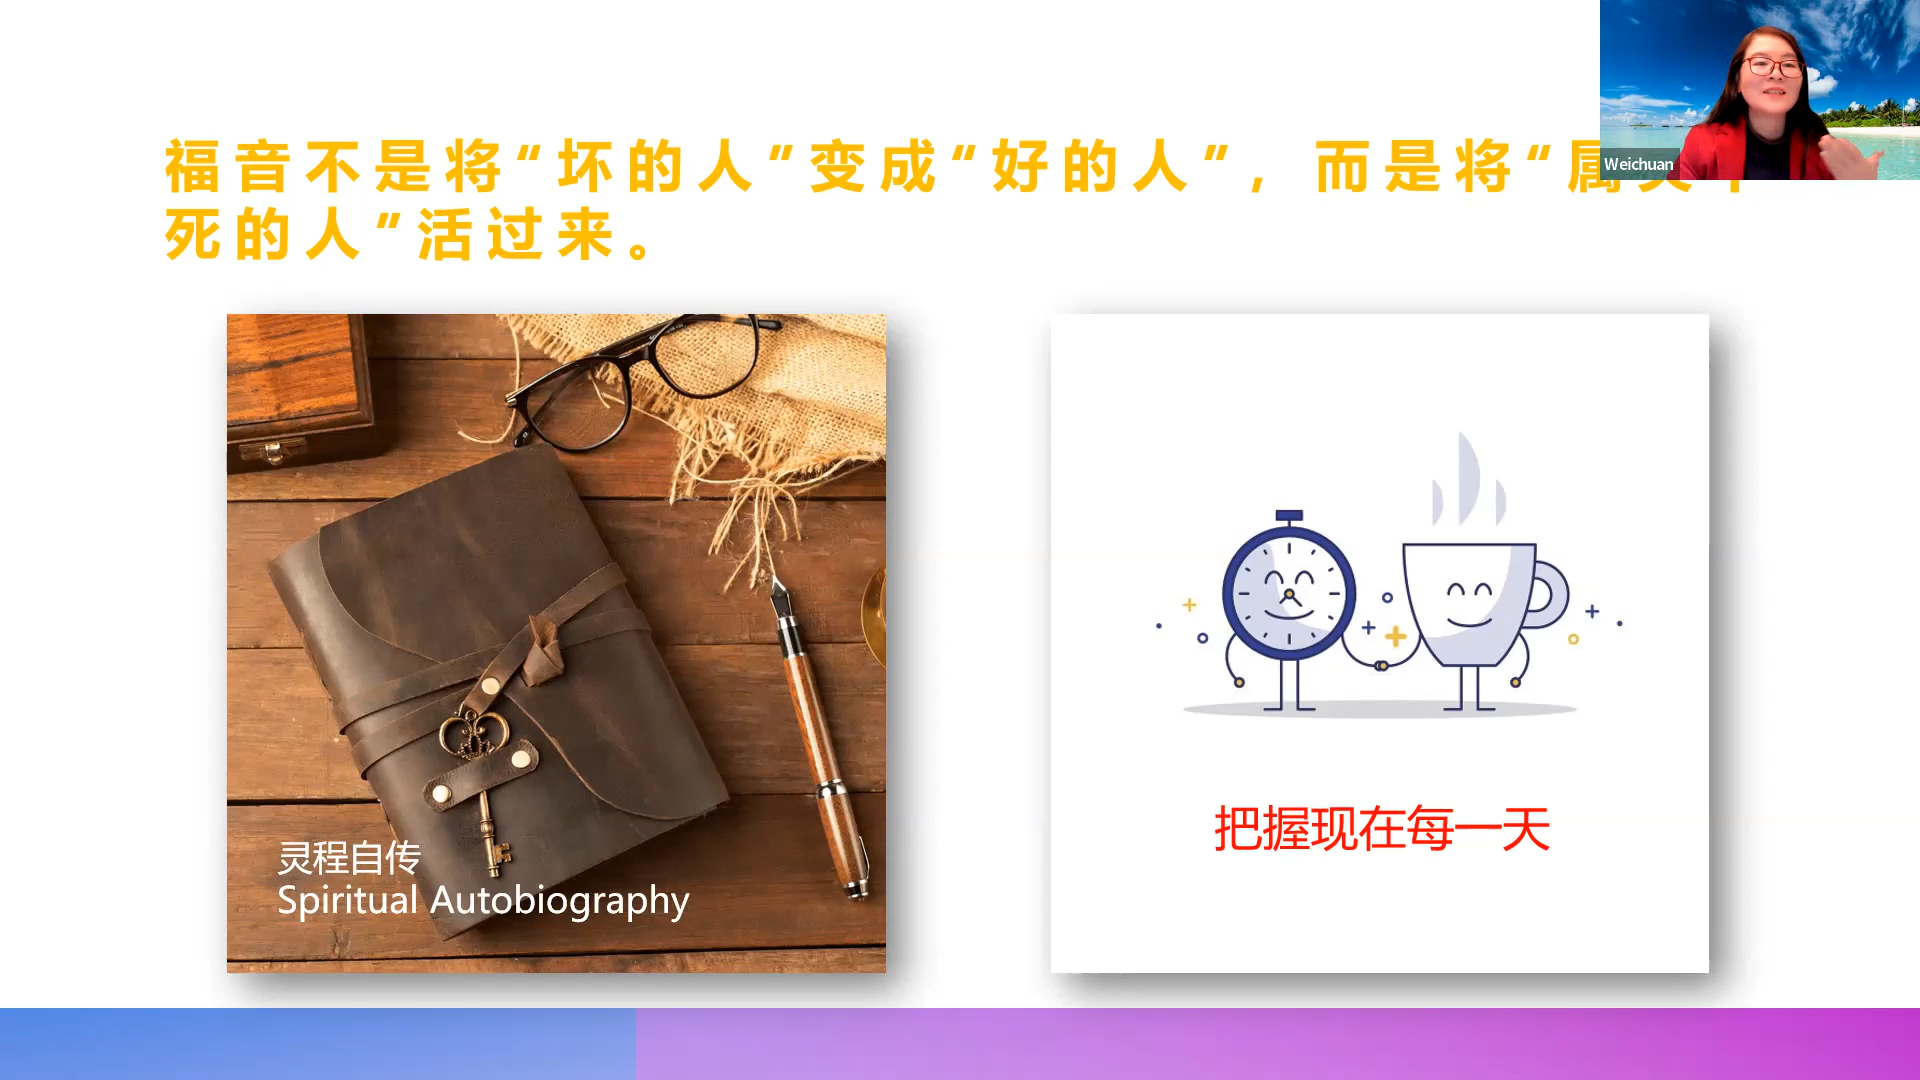 福音不是将“坏的人”变成“好的人”，而是将“属
死的人”活过来。
Weichuan
灵程自传
Spiritual Autobiography
把握现在每一天